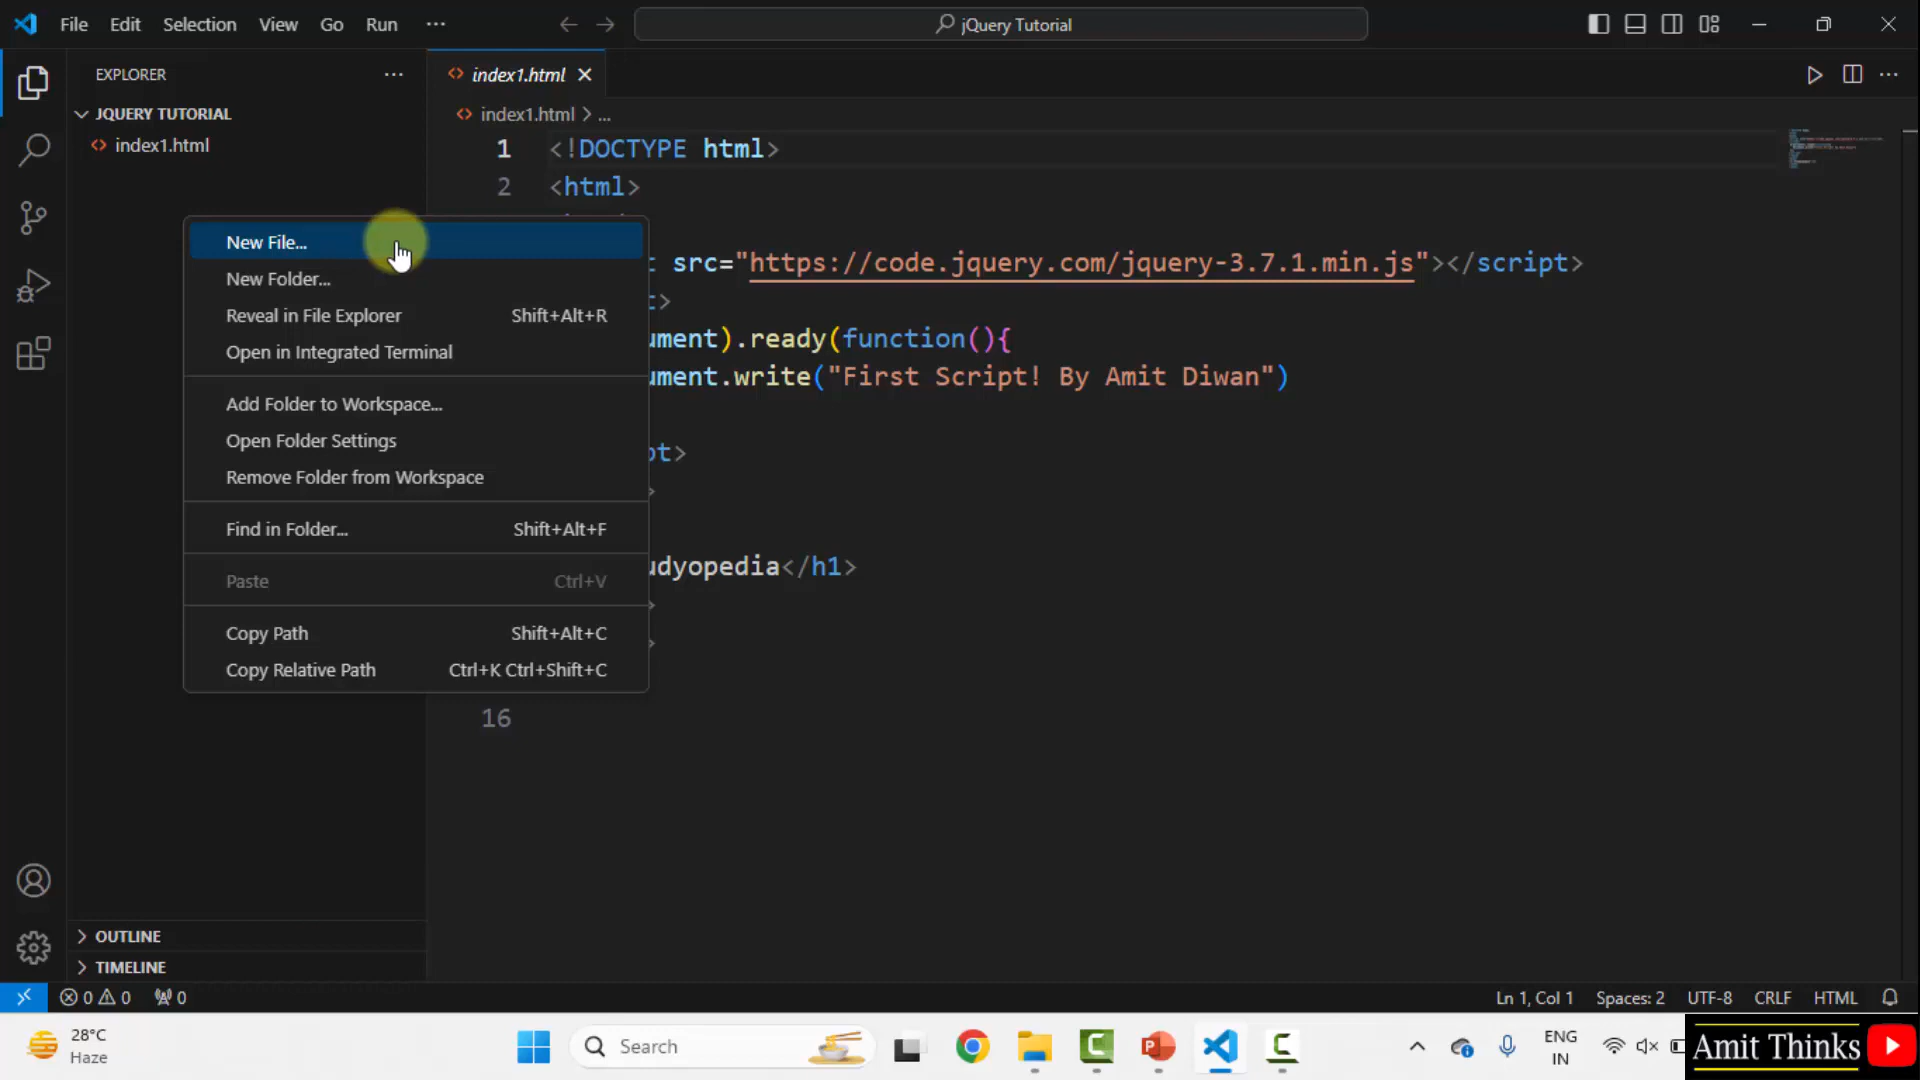 File Edit Selection View Go Run ···
jQuery Tutorial
EXPLORER ···
index1.html
JQUERY TUTORIAL
index1.html
index1.html > ...
1 <!DOCTYPE html>
2 <html>
src="https://code.jquery.com/jquery-3.7.1.min.js"></script>
>
ument).ready(function(){
ument.write("First Script! By Amit Diwan")
pt>
udyopedia</h1>
16
New File...
New Folder...
Reveal in File Explorer Shift+Alt+R
Open in Integrated Terminal
Add Folder to Workspace...
Open Folder Settings
Remove Folder from Workspace
Find in Folder... Shift+Alt+F
Paste Ctrl+V
Copy Path Shift+Alt+C
Copy Relative Path Ctrl+K Ctrl+Shift+C
OUTLINE
TIMELINE
0 0 0
Ln 1, Col 1 Spaces: 2 UTF-8 CRLF HTML
28°C
Haze
Search
ENG
IN
Amit Thinks